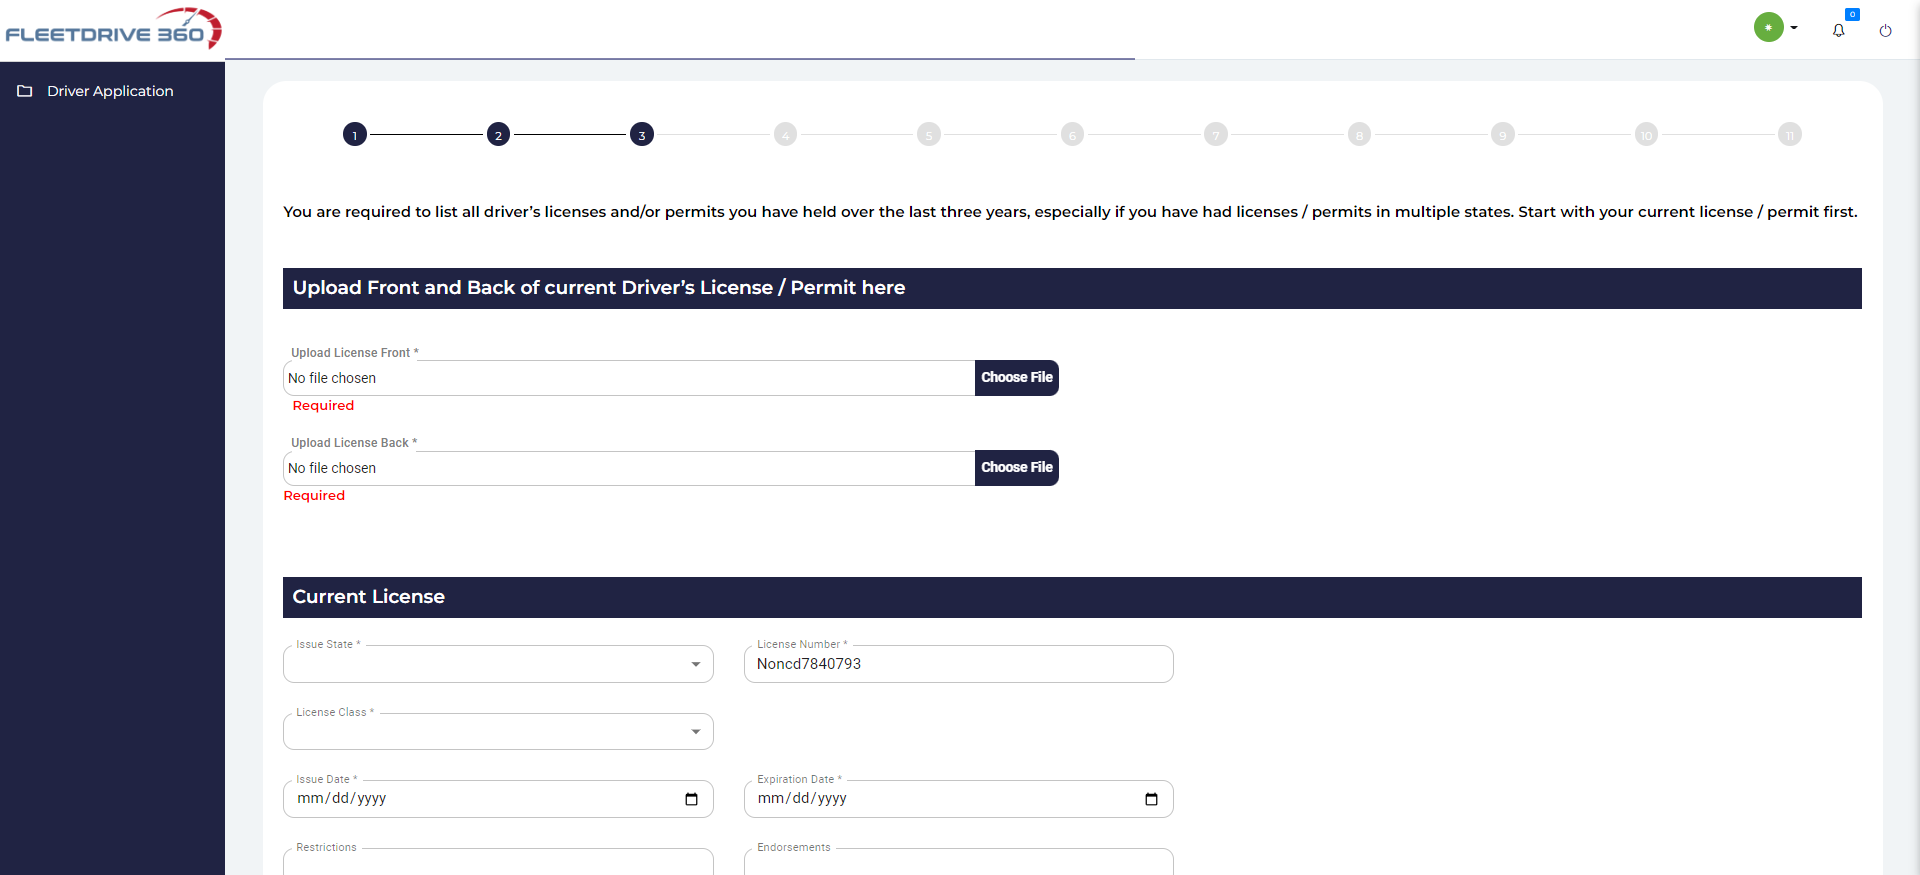 FLEETDRIVE 360
0
Driver Application
1 2 3 4 5 6 7 8 9 10 11
You are required to list all driver's licenses and/or permits you have held over the last three years, especially if you have had licenses / permits in multiple states. Start with your current license / permit first.
Upload Front and Back of current Driver’s License / Permit here
Upload License Front *
No file chosen Choose File
Required
Upload License Back *
No file chosen Choose File
Required
Current License
Issue State * License Number *
Noncd7840793
License Class *
Issue Date * Expiration Date *
mm/dd/yyyy mm/dd/yyyy
Restrictions Endorsements